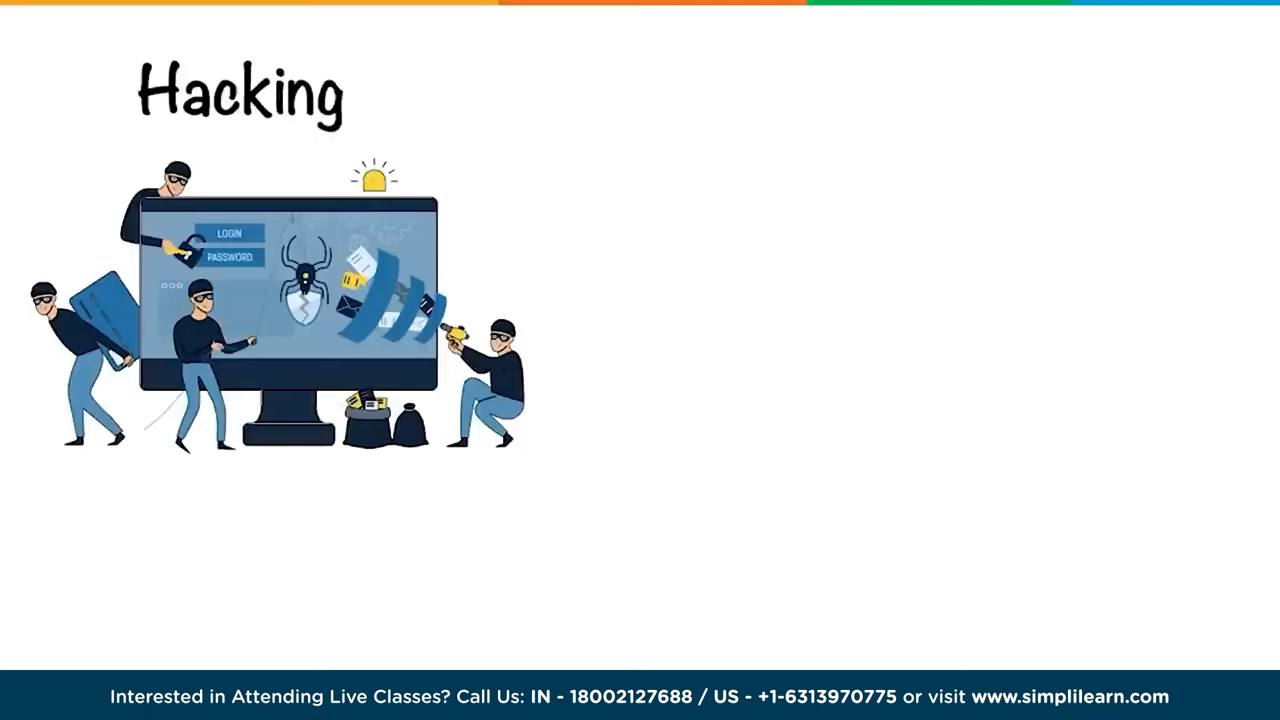 Hacking
LOGIN
PASSWORD
Interested in Attending Live Classes? Call Us: IN - 18002127688 / US - +1-6313970775 or visit www.simplilearn.com